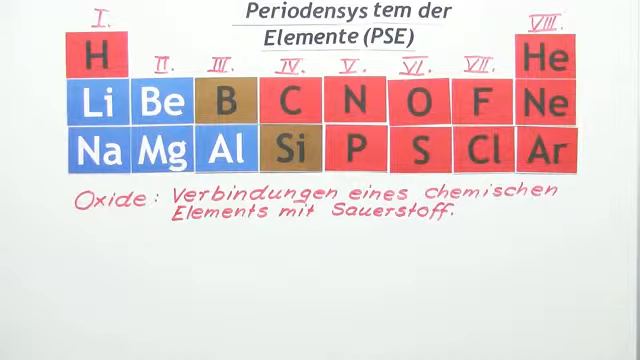 Periodensystem der
Elemente (PSE)
I. II. III. IV. V. VI. VII. VIII.
H He
Li Be B C N O F Ne
Na Mg Al Si P S Cl Ar
Oxide: Verbindungen eines chemischen
Elements mit Sauerstoff.